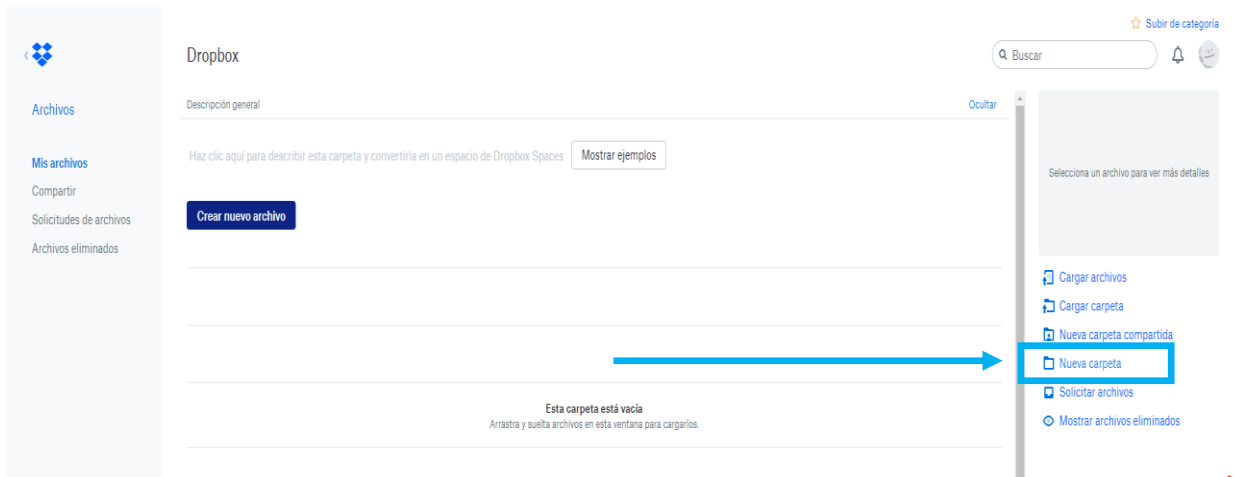 Subir de categoría
Dropbox
Buscar
Archivos
Descripción general
Ocultar
Haz clic aquí para describir esta carpeta y convertirla en un espacio de Dropbox Spaces
Mostrar ejemplos
Mis archivos
Compartir
Solicitudes de archivos
Archivos eliminados
Crear nuevo archivo
Esta carpeta está vacía
Arrastra y suelta archivos en esta ventana para cargarlos.
Selecciona un archivo para ver más detalles
Cargar archivos
Cargar carpeta
Nueva carpeta compartida
Nueva carpeta
Solicitar archivos
Mostrar archivos eliminados